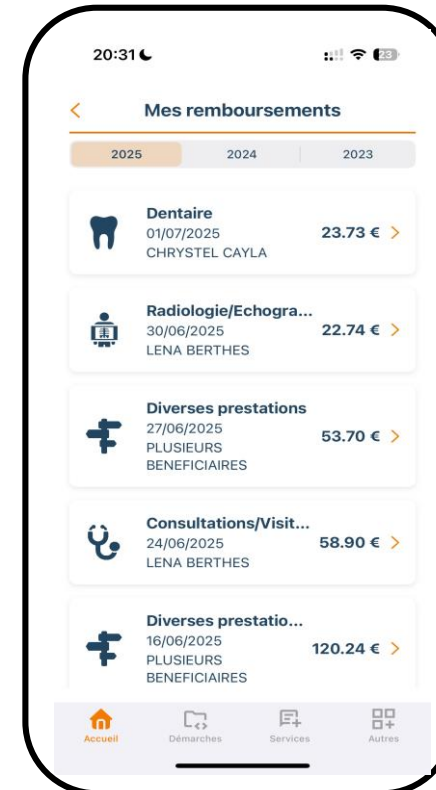 20:31
23
Mes remboursements
2025 2024 2023
Dentaire
01/07/2025
CHRYSTEL CAYLA
23.73 €
Radiologie/Echogra...
30/06/2025
LENA BERTHES
22.74 €
Diverses prestations
27/06/2025
PLUSIEURS
BENEFICIAIRES
53.70 €
Consultations/Visit...
24/06/2025
LENA BERTHES
58.90 €
Diverses prestatio...
16/06/2025
PLUSIEURS
BENEFICIAIRES
120.24 €
Accueil Démarches Services Autres